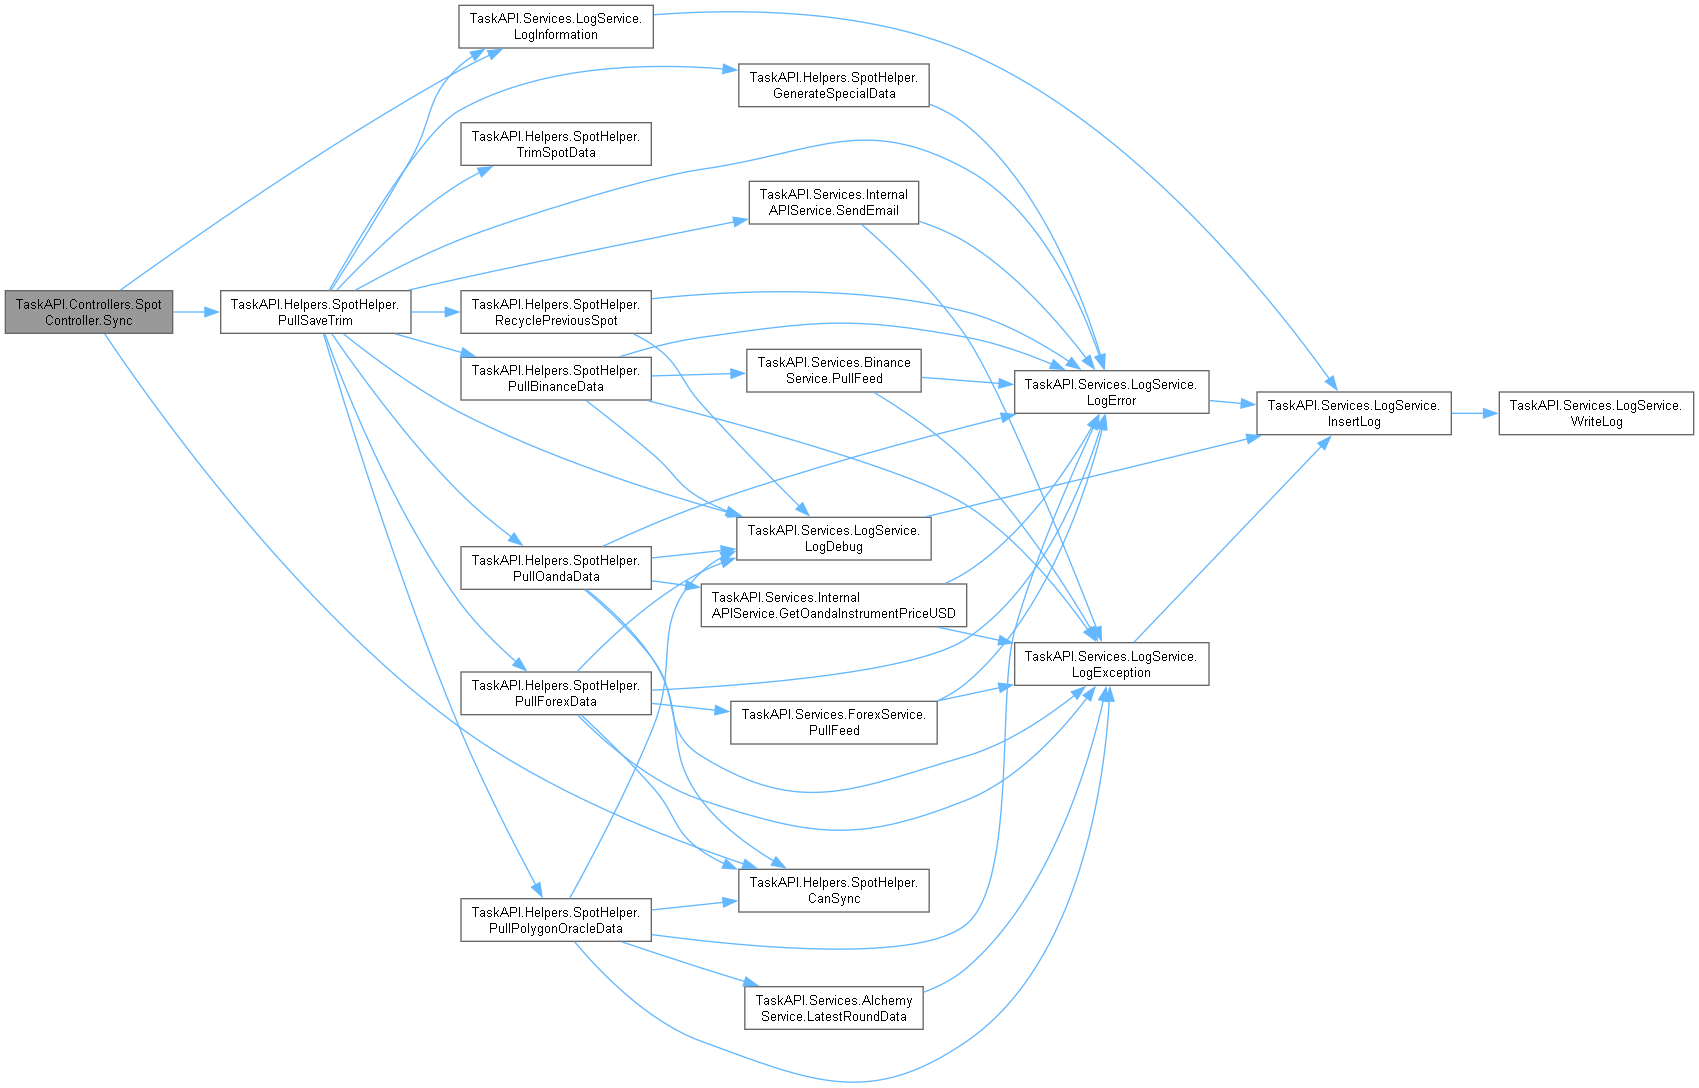 TaskAPI.Services.LogService.
LogInformation
TaskAPI.Helpers.SpotHelper.
GenerateSpecialData
TaskAPI.Helpers.SpotHelper.
TrimSpotData
TaskAPI.Services.Internal
APIService.SendEmail
TaskAPI.Controllers.Spot
Controller.Sync
TaskAPI.Helpers.SpotHelper.
PullSaveTrim
TaskAPI.Helpers.SpotHelper.
RecyclePreviousSpot
TaskAPI.Helpers.SpotHelper.
PullBinanceData
TaskAPI.Services.Binance
Service.PullFeed
TaskAPI.Services.LogService.
LogError
TaskAPI.Services.LogService.
InsertLog
TaskAPI.Services.LogService.
WriteLog
TaskAPI.Services.LogService.
LogDebug
TaskAPI.Helpers.SpotHelper.
PullOandaData
TaskAPI.Services.Internal
APIService.GetOandaInstrumentPriceUSD
TaskAPI.Services.LogService.
LogException
TaskAPI.Helpers.SpotHelper.
PullForexData
TaskAPI.Services.ForexService.
PullFeed
TaskAPI.Helpers.SpotHelper.
CanSync
TaskAPI.Helpers.SpotHelper.
PullPolygonOracleData
TaskAPI.Services.Alchemy
Service.LatestRoundData